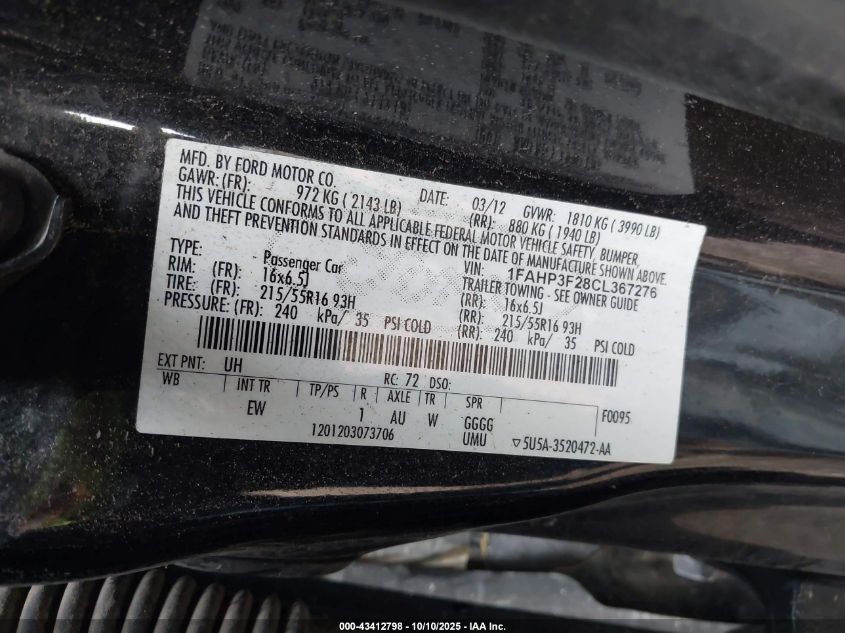 MFD. BY FORD MOTOR CO.
DATE: 03/12 GVWR: 1810 KG ( 3990 LB)
GAWR: (FR): 972 KG ( 2143 LB) (RR): 880 KG ( 1940 LB)
THIS VEHICLE CONFORMS TO ALL APPLICABLE FEDERAL MOTOR VEHICLE SAFETY, BUMPER,
AND THEFT PREVENTION STANDARDS IN EFFECT ON THE DATE OF MANUFACTURE SHOWN ABOVE.
VIN: 1FAHP3F28CL367276
TYPE: Passenger Car TRAILER TOWING - SEE OWNER GUIDE
RIM: (FR): 16x6.5J (RR): 16x6.5J
TIRE: (FR): 215/55R16 93H (RR): 215/55R16 93H
PRESSURE: (FR): 240 kPa/ 35 PSI COLD (RR): 240 kPa/ 35 PSI COLD
EXT PNT: UH RC: 72 DSO:
WB INT TR TP/PS R AXLE TR SPR F0095
EW 1 AU W GGGG
1201203073706 UMU ▽5U5A-3520472-AA
000-43412798 - 10/10/2025 - IAA Inc.